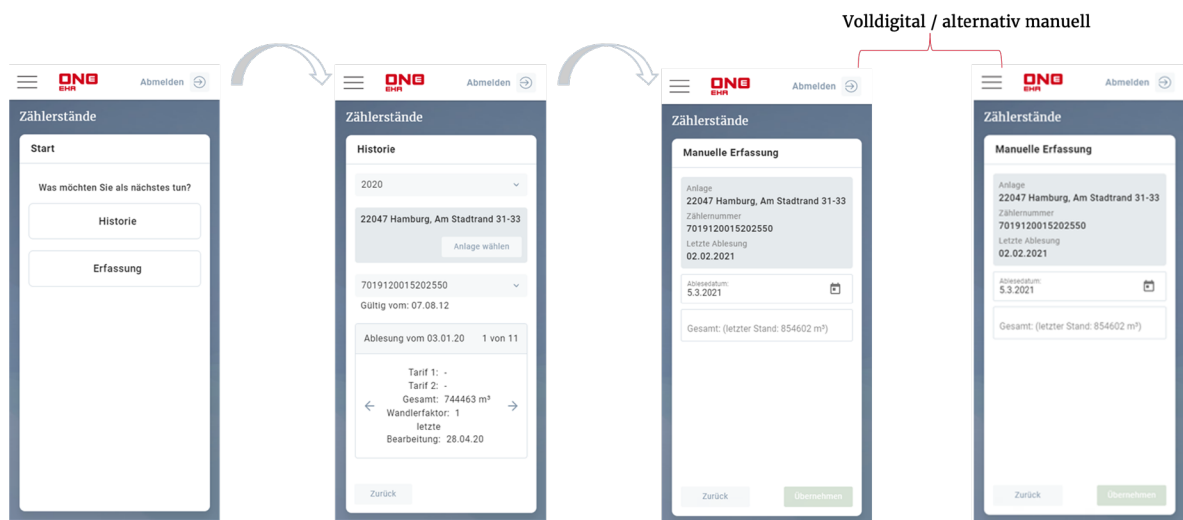 Volldigital / alternativ manuell
ONE
EHA
Abmelden
Zählerstände
Start
Was möchten Sie als nächstes tun?
Historie
Erfassung
ONE
EHA
Abmelden
Zählerstände
Historie
2020
22047 Hamburg, Am Stadtrand 31-33
Anlage wählen
7019120015202550
Gültig vom: 07.08.12
Ablesung vom 03.01.20 1 von 11
Tarif 1: -
Tarif 2: -
Gesamt: 744463 m³
Wandlerfaktor: 1
letzte
Bearbeitung: 28.04.20
Zurück
ONE
EHA
Abmelden
Zählerstände
Manuelle Erfassung
Anlage
22047 Hamburg, Am Stadtrand 31-33
Zählernummer
7019120015202550
Letzte Ablesung
02.02.2021
Ablesedatum:
5.3.2021
Gesamt: (letzter Stand: 854602 m³)
Zurück
Übernehmen
ONE
EHA
Abmelden
Zählerstände
Manuelle Erfassung
Anlage
22047 Hamburg, Am Stadtrand 31-33
Zählernummer
7019120015202550
Letzte Ablesung
02.02.2021
Ablesedatum:
5.3.2021
Gesamt: (letzter Stand: 854602 m³)
Zurück
Übernehmen